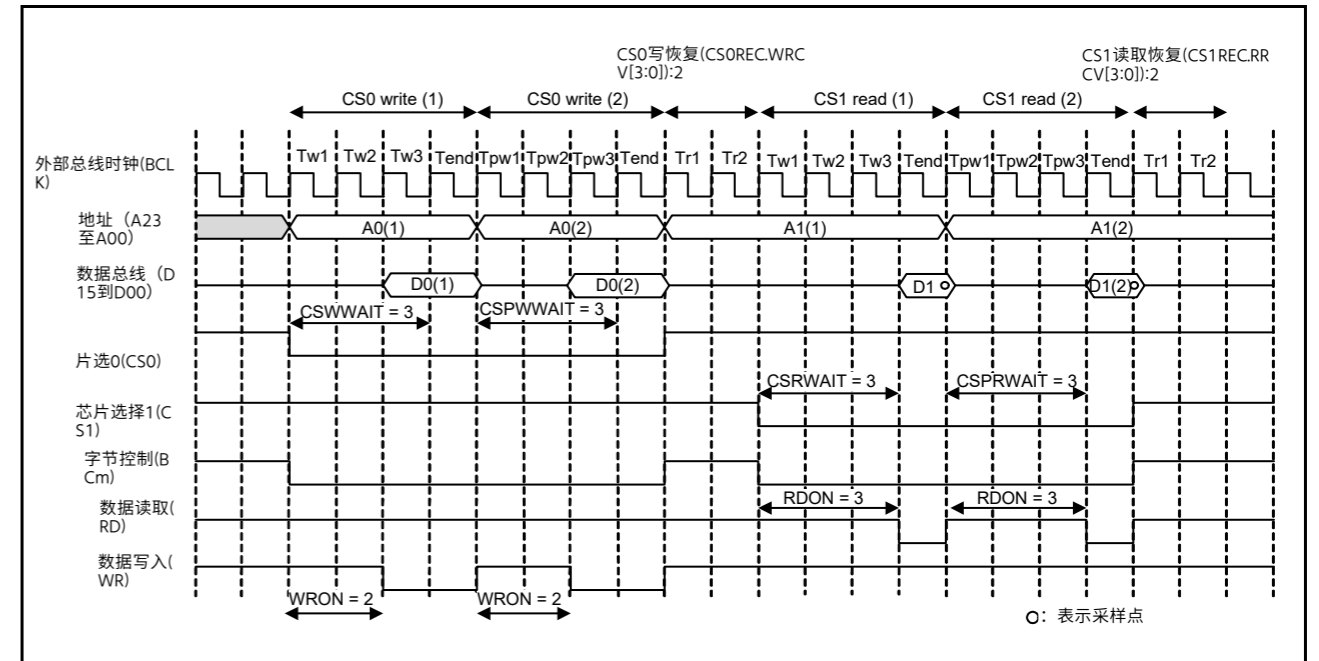 CS0写恢复(CS0REC.WRC
V[3:0]):2
CS1读取恢复(CS1REC.RR
CV[3:0]):2
CS0 write (1)
CS0 write (2)
CS1 read (1)
CS1 read (2)
Tw1 Tw2 Tw3 Tend Tpw1 Tpw2 Tpw3 Tend Tr1 Tr2 Tw1 Tw2 Tw3 Tend Tpw1 Tpw2 Tpw3 Tend Tr1 Tr2
外部总线时钟(BCL
K)
地址（A23
至A00）
A0(1) A0(2) A1(1) A1(2)
数据总线（D
15到D00）
D0(1) D0(2) D1 D1(2)
CSWWAIT = 3 CSPWWAIT = 3
片选0(CS0)
CSRWAIT = 3 CSPRWAIT = 3
芯片选择1(C
S1)
字节控制(B
Cm)
RDON = 3 RDON = 3
数据读取(
RD)
数据写入(
WR)
WRON = 2 WRON = 2
O：表示采样点